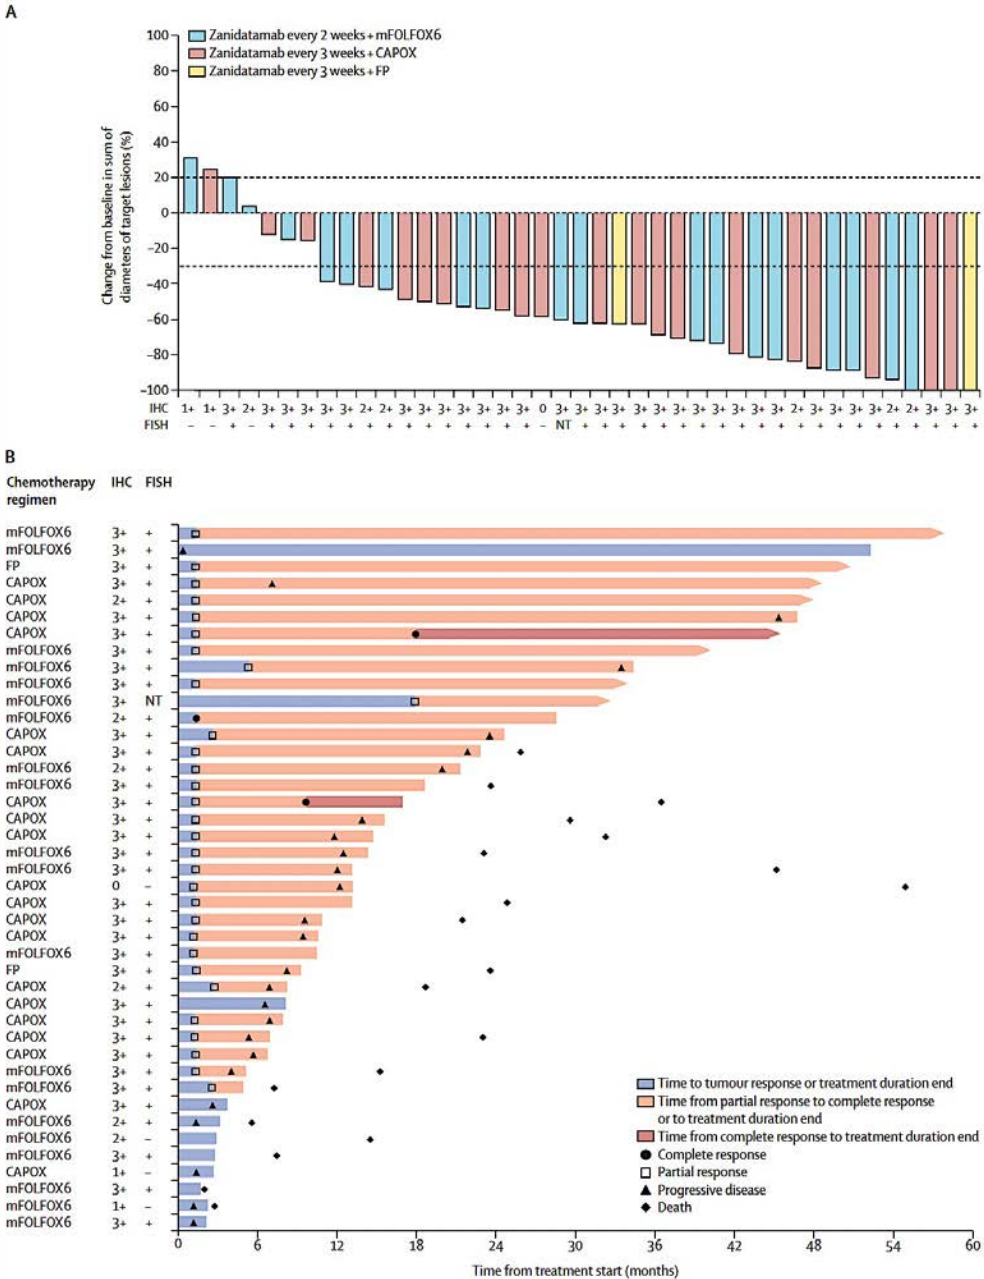 A
Zanidatamab every 2 weeks + mFOLFOX6
Zanidatamab every 3 weeks + CAPOX
Zanidatamab every 3 weeks + FP
Change from baseline in sum of
diameters of target lesions (%)
100
80
60
40
20
0
−20
−40
−60
−80
−100
IHC 1+ 1+ 3+ 2+ 3+ 3+ 3+ 3+ 3+ 2+ 2+ 3+ 3+ 3+ 3+ 3+ 3+ 3+ 0 3+ 3+ 3+ 3+ 3+ 3+ 3+ 3+ 3+ 3+ 3+ 3+ 2+ 3+ 3+ 3+ 3+ 2+ 2+ 3+ 3+ 3+
FISH − − + − + + + + + + + + + + + + + + − NT + + + + + + + + + + + + + + + + + + + + +
B
Chemotherapy regimen IHC FISH
mFOLFOX6 3+ +
mFOLFOX6 3+ +
FP 3+ +
CAPOX 3+ +
CAPOX 2+ +
CAPOX 3+ +
CAPOX 3+ +
mFOLFOX6 3+ +
mFOLFOX6 3+ +
mFOLFOX6 3+ +
mFOLFOX6 3+ NT
mFOLFOX6 2+ +
CAPOX 3+ +
CAPOX 3+ +
mFOLFOX6 2+ +
mFOLFOX6 3+ +
CAPOX 3+ +
CAPOX 3+ +
CAPOX 3+ +
mFOLFOX6 3+ +
mFOLFOX6 3+ +
CAPOX 0 −
CAPOX 3+ +
CAPOX 3+ +
CAPOX 3+ +
mFOLFOX6 3+ +
FP 3+ +
CAPOX 2+ +
CAPOX 3+ +
CAPOX 3+ +
CAPOX 3+ +
CAPOX 3+ +
mFOLFOX6 3+ +
mFOLFOX6 3+ +
CAPOX 3+ +
mFOLFOX6 2+ +
mFOLFOX6 2+ −
mFOLFOX6 3+ +
CAPOX 1+ −
mFOLFOX6 3+ +
mFOLFOX6 1+ −
mFOLFOX6 3+ +
Time to tumour response or treatment duration end
Time from partial response to complete response
or to treatment duration end
Time from complete response to treatment duration end
Complete response
Partial response
Progressive disease
Death
0 6 12 18 24 30 36 42 48 54 60
Time from treatment start (months)